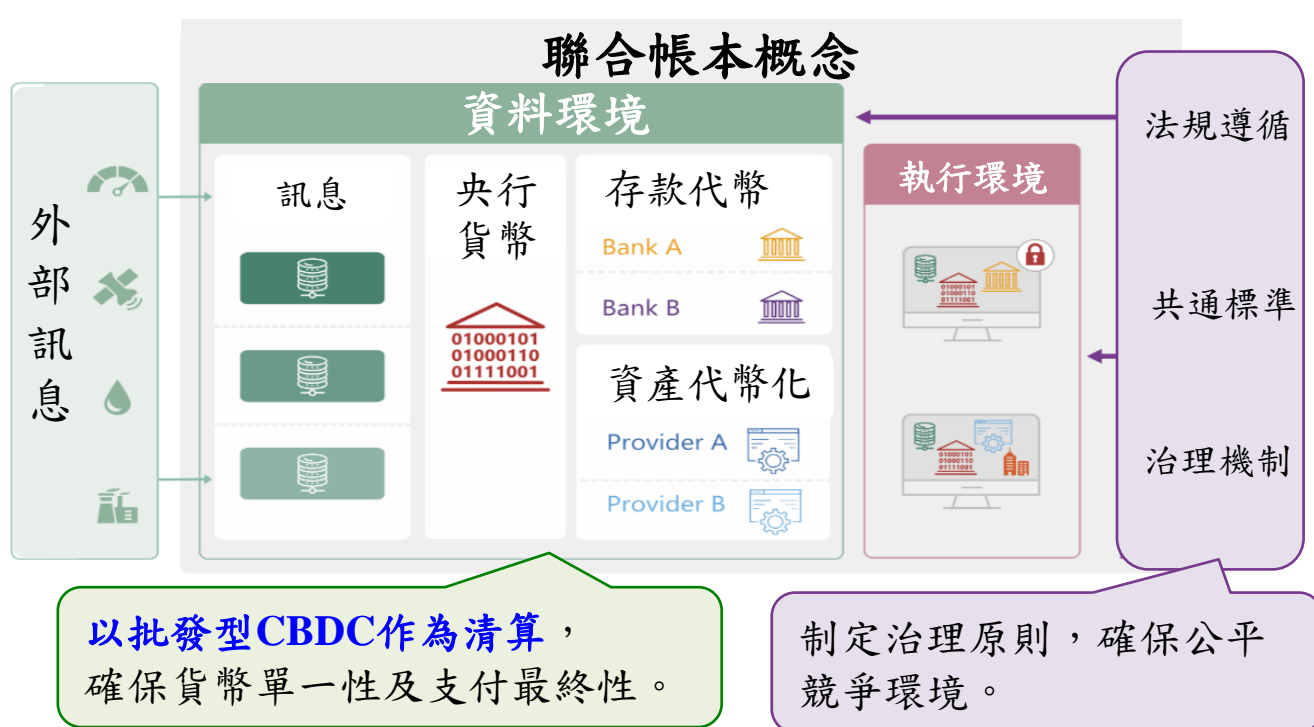 聯合帳本概念
外
部
訊
息
資料環境
訊息
央行
貨幣
01000101
01000110
01111001
存款代幣
Bank A
Bank B
資產代幣化
Provider A
Provider B
執行環境
01000101
01000110
01111001
01000101
01000110
01111001
法規遵循
共通標準
治理機制
以批發型CBDC作為清算，
確保貨幣單一性及支付最終性。
制定治理原則，確保公平
競爭環境。